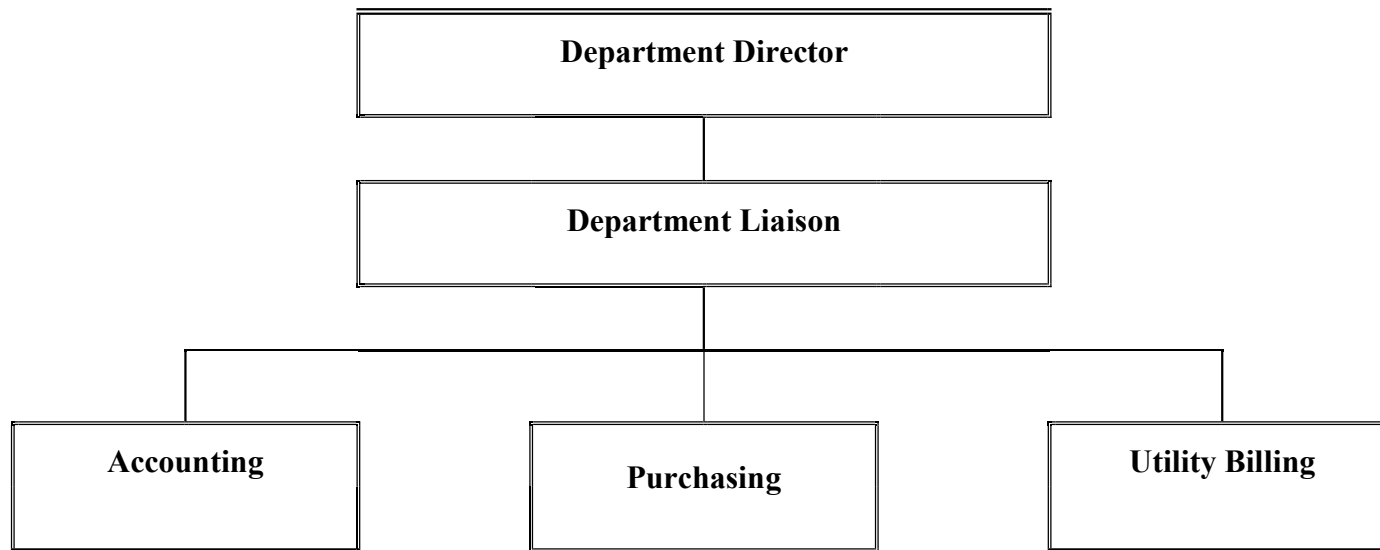 Department Director
Department Liaison
Accounting
Purchasing
Utility Billing